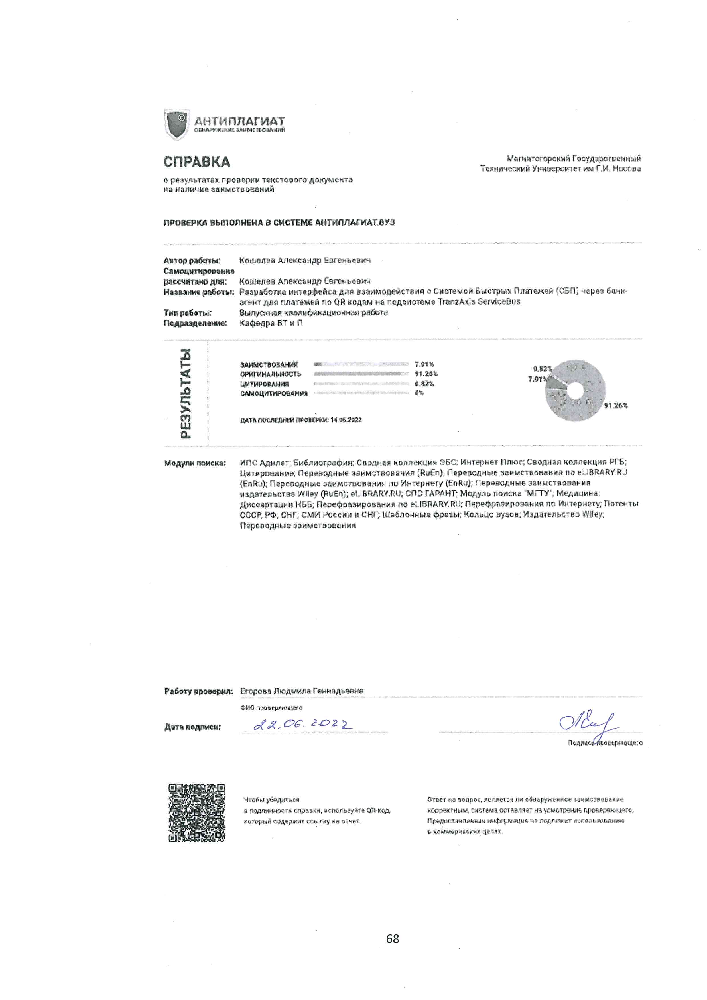 ©
АНТИПЛАГИАТ
ОБНАРУЖЕНИЕ ЗАИМСТВОВАНИЙ
СПРАВКА
о результатах проверки текстового документа
на наличие заимствований
Магнитогорский Государственный
Технический Университет им Г.И. Носова
ПРОВЕРКА ВЫПОЛНЕНА В СИСТЕМЕ АНТИПЛАГИАТ.ВУЗ
Автор работы: Кошелев Александр Евгеньевич
Самоцитирование
рассчитано для: Кошелев Александр Евгеньевич
Название работы: Разработка интерфейса для взаимодействия с Системой Быстрых Платежей (СБП) через банк-
агент для платежей по QR кодам на подсистеме TranzAxis ServiceBus
Тип работы: Выпускная квалификационная работа
Подразделение: Кафедра ВТ и П
РЕЗУЛЬТАТЫ
ЗАИМСТВОВАНИЯ 7.91%
ОРИГИНАЛЬНОСТЬ 91.26%
ЦИТИРОВАНИЯ 0.82%
САМОЦИТИРОВАНИЯ 0%
ДАТА ПОСЛЕДНЕЙ ПРОВЕРКИ: 14.06.2022
0.82%
7.91%
91.26%
Модули поиска: ИПС Адилет; Библиография; Сводная коллекция ЭБС; Интернет Плюс; Сводная коллекция РГБ;
Цитирование; Переводные заимствования (RuEn); Переводные заимствования по eLIBRARY.RU
(EnRu); Переводные заимствования по Интернету (EnRu); Переводные заимствования
издательства Wiley (RuEn); eLIBRARY.RU; СПС ГАРАНТ; Модуль поиска "МГТУ"; Медицина;
Диссертации НББ; Перефразирования по eLIBRARY.RU; Перефразирования по Интернету; Патенты
СССР, РФ, СНГ; СМИ России и СНГ; Шаблонные фразы; Кольцо вузов; Издательство Wiley;
Переводные заимствования
Работу проверил: Егорова Людмила Геннадьевна
ФИО проверяющего
Дата подписи: 22.06.2022
Подпись проверяющего
Чтобы убедиться
в подлинности справки, используйте QR-код,
который содержит ссылку на отчет.
Ответ на вопрос, является ли обнаруженное заимствование
корректным, система оставляет на усмотрение проверяющего.
Предоставленная информация не подлежит использованию
в коммерческих целях.
68